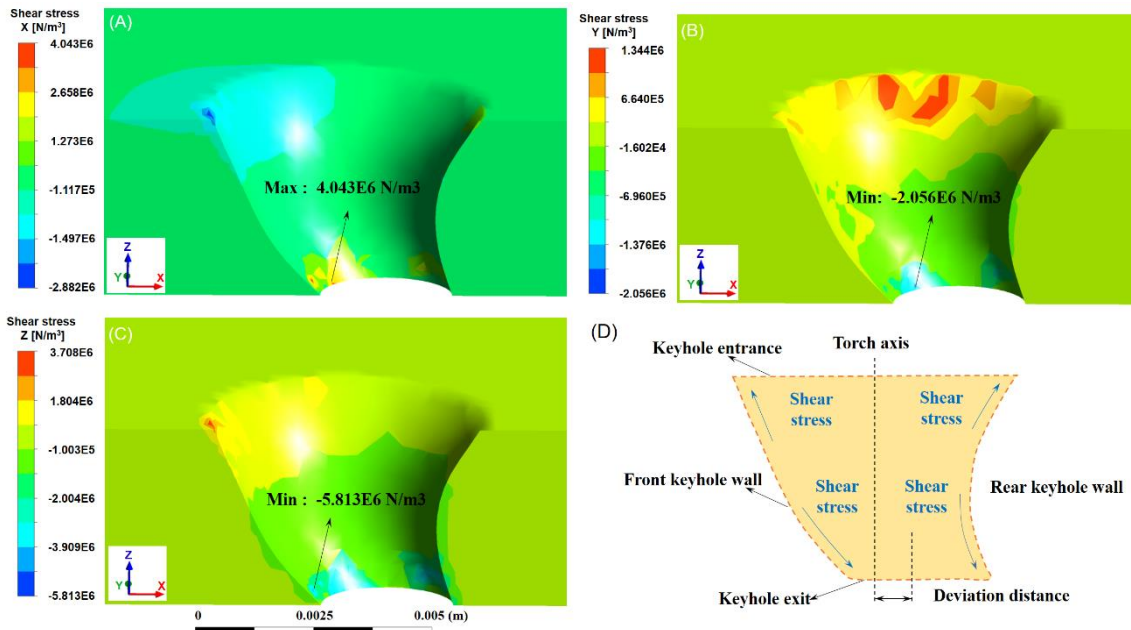 Shear stress
X [N/m³]
4.043E6
2.658E6
1.273E6
-1.117E5
-1.497E6
-2.882E6
(A)
Max : 4.043E6 N/m3
Z
Y
X
Shear stress
Y [N/m³]
1.344E6
6.640E5
-1.602E4
-6.960E5
-1.376E6
-2.056E6
(B)
Min: -2.056E6 N/m3
Z
Y
X
Shear stress
Z [N/m³]
3.708E6
1.804E6
-1.003E5
-2.004E6
-3.909E6
-5.813E6
(C)
Min : -5.813E6 N/m3
Z
Y
X
0 0.0025 0.005 (m)
(D)
Torch axis
Keyhole entrance
Shear
stress
Shear
stress
Front keyhole wall
Shear
stress
Shear
stress
Rear keyhole wall
Keyhole exit
Deviation distance